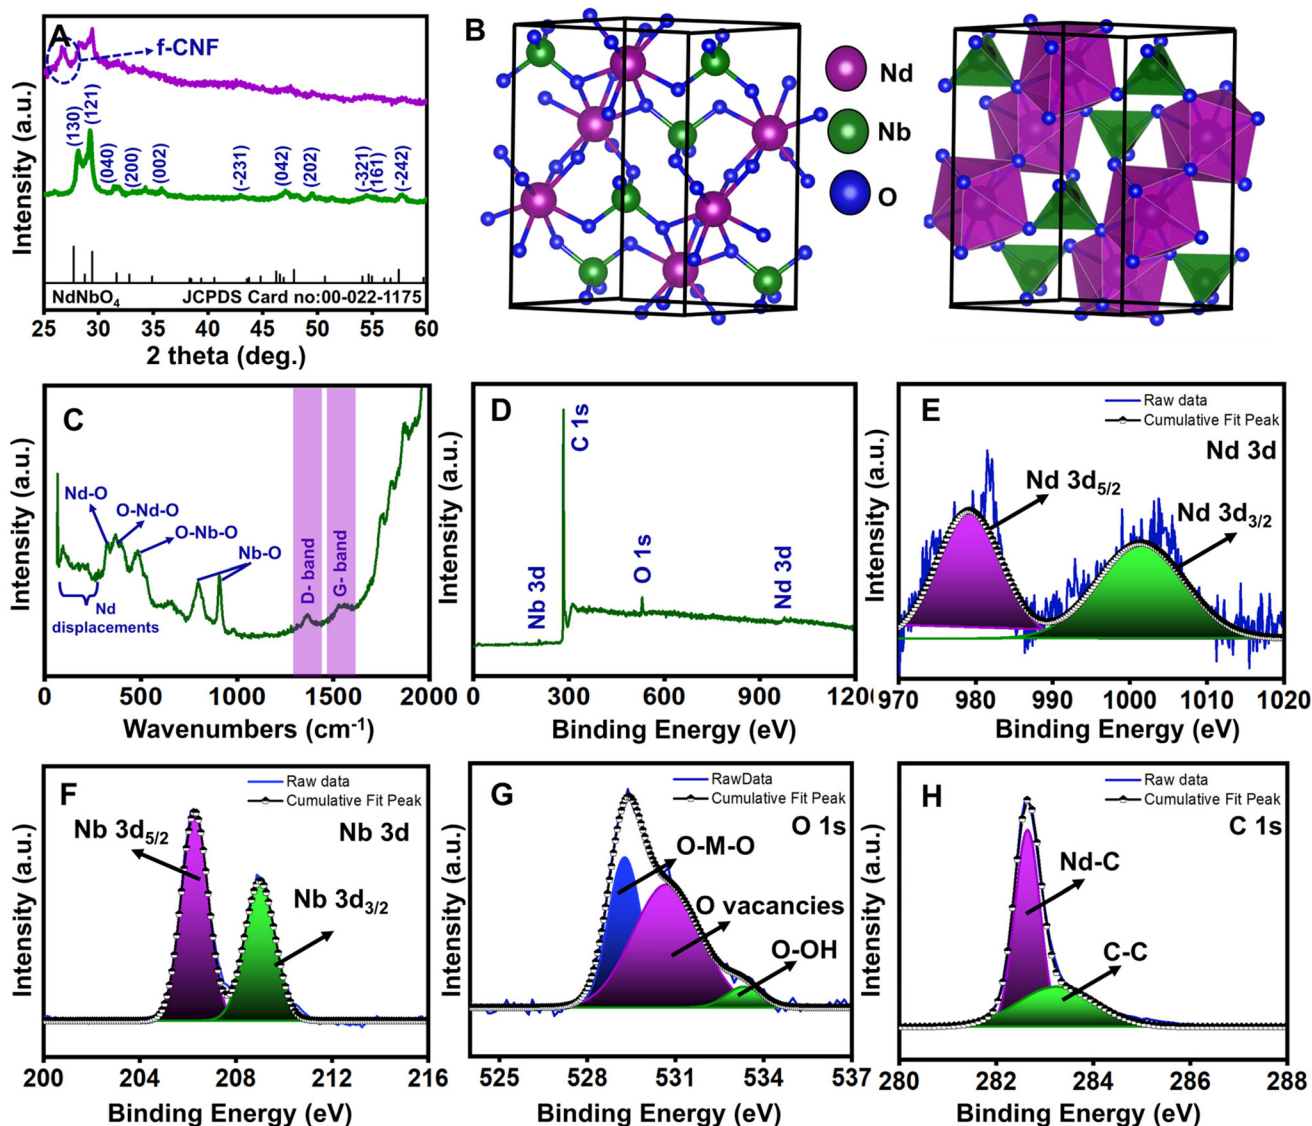 A
f-CNF
(130)
(121)
(040)
(200)
(002)
(-231)
(042)
(202)
(-321)
(161)
(-242)
NdNbO4 JCPDS Card no:00-022-1175
25 30 35 40 45 50 55 60
2 theta (deg.)
Intensity (a.u.)
B
Nd
Nb
O
C
Nd-O
O-Nd-O
O-Nb-O
Nb-O
Nd
displacements
D- band
G- band
0 500 1000 1500 2000
Wavenumbers (cm-1)
Intensity (a.u.)
D
C 1s
Nb 3d
O 1s
Nd 3d
0 300 600 900 1200
Binding Energy (eV)
Intensity (a.u.)
E
Raw data
Cumulative Fit Peak
Nd 3d
Nd 3d5/2
Nd 3d3/2
970 980 990 1000 1010 1020
Binding Energy (eV)
Intensity (a.u.)
F
Raw data
Cumulative Fit Peak
Nb 3d
Nb 3d5/2
Nb 3d3/2
200 204 208 212 216
Binding Energy (eV)
Intensity (a.u.)
G
RawData
Cumulative Fit Peak
O 1s
O-M-O
O vacancies
O-OH
525 528 531 534 537
Binding Energy (eV)
Intensity (a.u.)
H
Raw data
Cumulative Fit Peak
C 1s
Nd-C
C-C
280 282 284 286 288
Binding Energy (eV)
Intensity (a.u.)